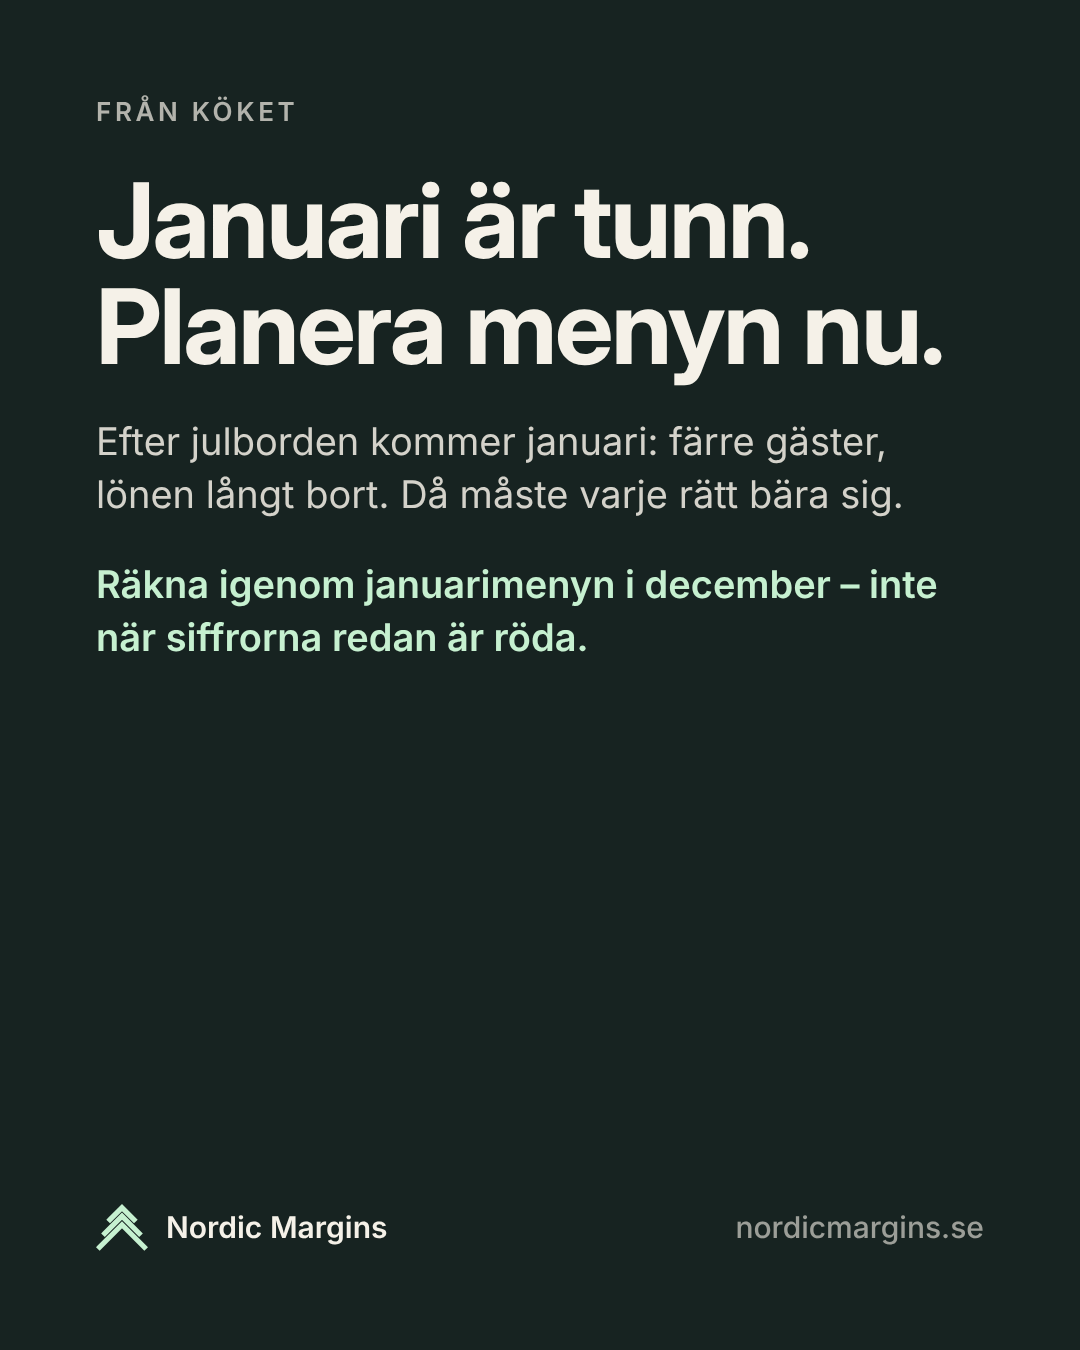 FRÅN KÖKET
Januari är tunn.
Planera menyn nu.
Efter julborden kommer januari: färre gäster,
lönen långt bort. Då måste varje rätt bära sig.
Räkna igenom januarimenyn i december – inte
när siffrorna redan är röda.
Nordic Margins
nordicmargins.se